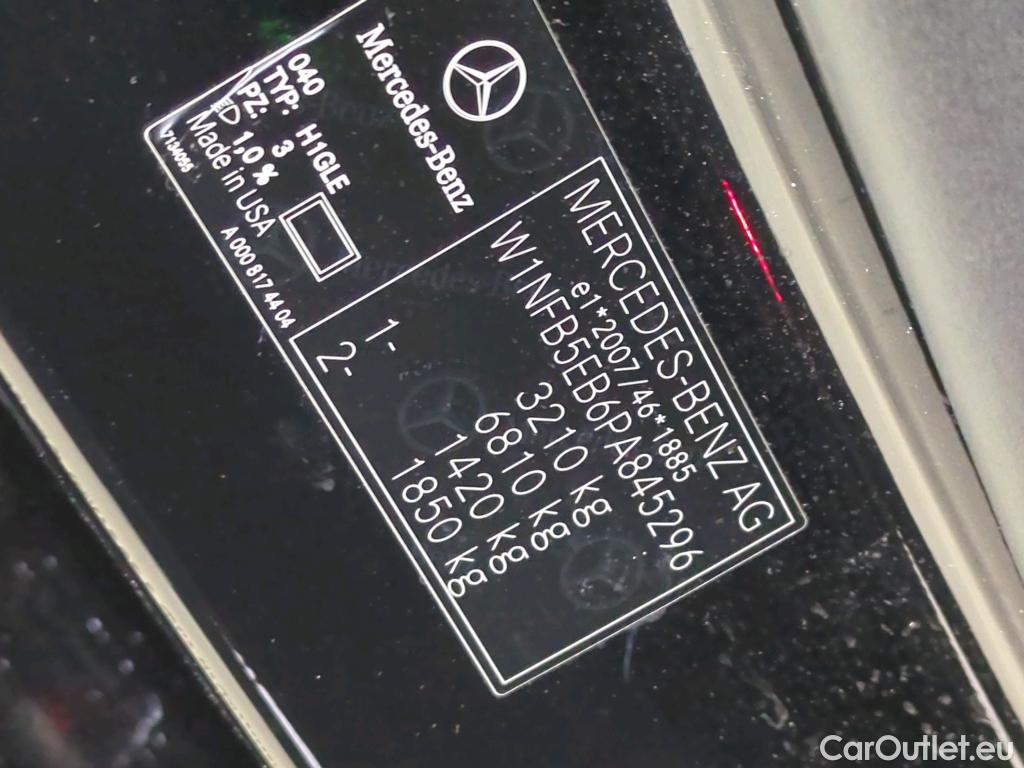 Mercedes-Benz
MERCEDES-BENZ AG
e1*2007/46*1885
W1NFB5EB6PA845296
3210 kg
6810 kg
1- 1420 kg
2- 1850 kg
040
TYP: H1GLE
PZ: 3
1,0 %
Made in USA
7134095
A 000 817 44 04
CarOutlet.eu